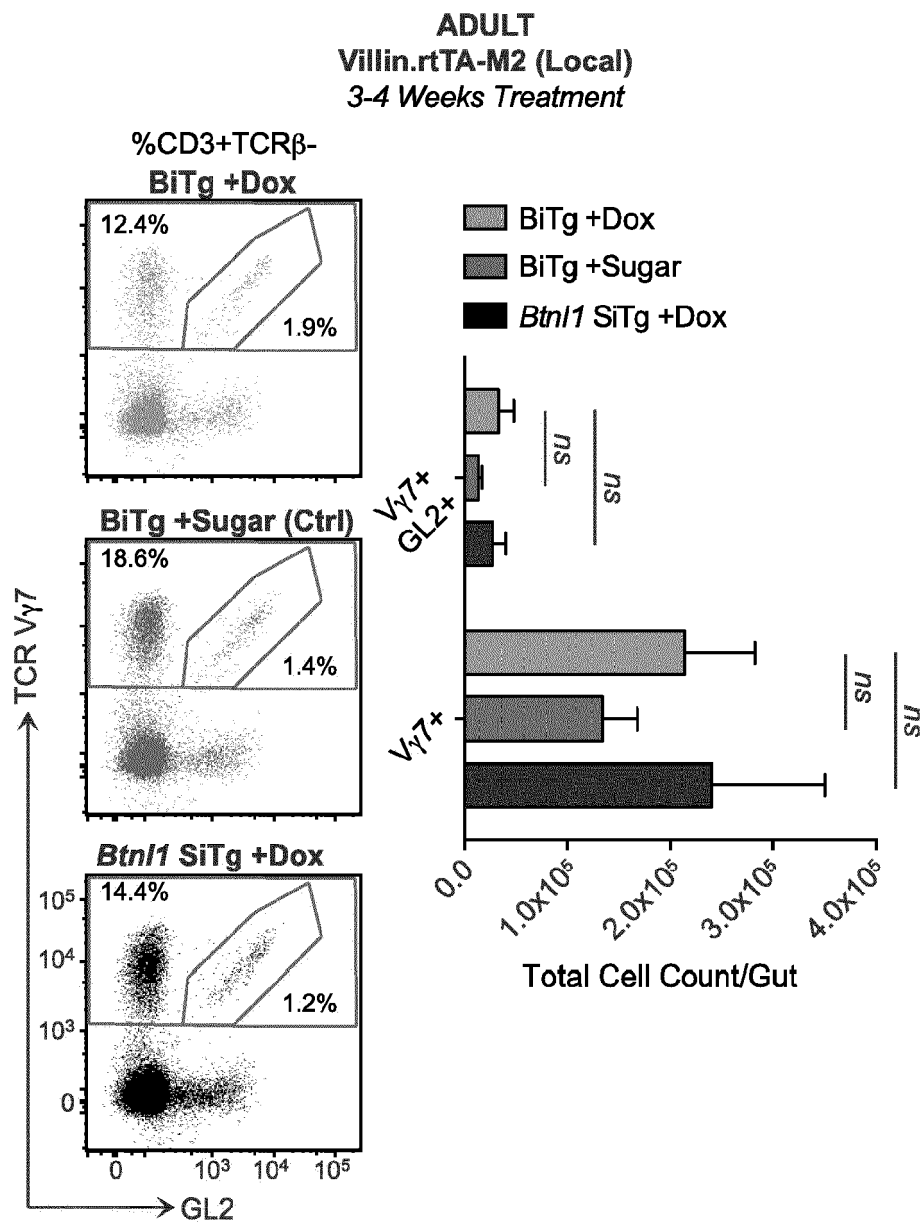 ADULT
Villin.rtTA-M2 (Local)
3-4 Weeks Treatment
%CD3+TCRβ-
BiTg +Dox
12.4%
1.9%
BiTg +Sugar (Ctrl)
18.6%
1.4%
Btnl1 SiTg +Dox
14.4%
1.2%
10⁵
10⁴
10³
0
0
10³
10⁴
10⁵
TCR Vγ7
GL2
BiTg +Dox
BiTg +Sugar
Btnl1 SiTg +Dox
Vγ7+
GL2+
ns
ns
Vγ7+
ns
ns
0.0
1.0x10⁵
2.0x10⁵
3.0x10⁵
4.0x10⁵
Total Cell Count/Gut